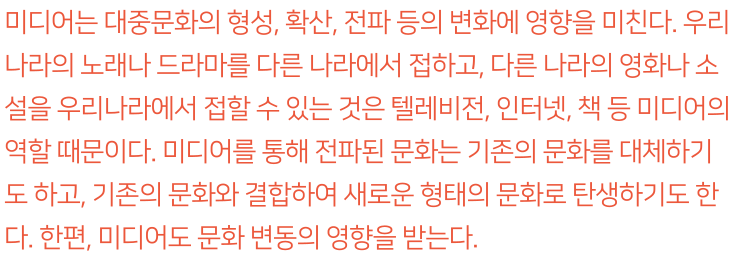 미디어는 대중문화의 형성, 확산, 전파 등의 변화에 영향을 미친다. 우리
나라의 노래나 드라마를 다른 나라에서 접하고, 다른 나라의 영화나 소
설을 우리나라에서 접할 수 있는 것은 텔레비전, 인터넷, 책 등 미디어의
역할 때문이다. 미디어를 통해 전파된 문화는 기존의 문화를 대체하기
도 하고, 기존의 문화와 결합하여 새로운 형태의 문화로 탄생하기도 한
다. 한편, 미디어도 문화 변동의 영향을 받는다.